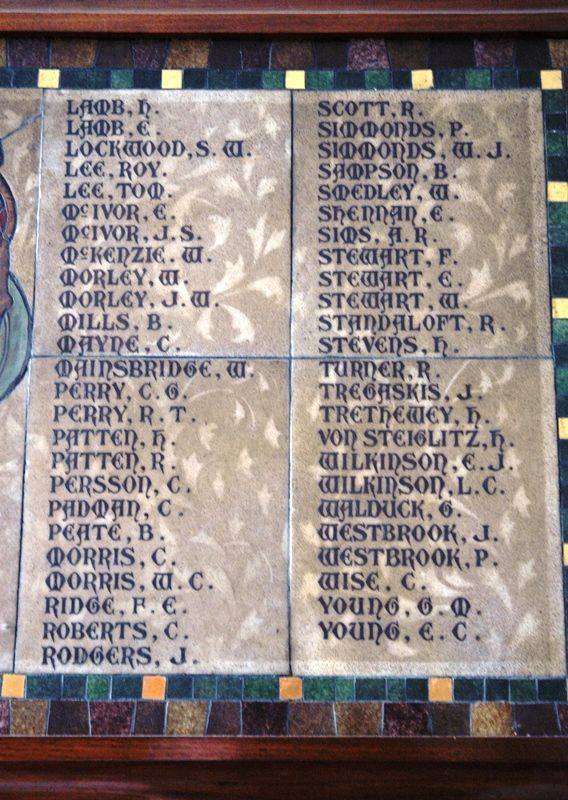 LAMB, H.
LAMB, E.
LOCKWOOD, S. W.
LEE, ROY.
LEE, TOM.
McIVOR, E.
McIVOR, J. S.
McKENZIE, W.
MORLEY, W.
MORLEY, J. W.
MILLS, B.
MAYNE, C.
MAINSBRIDGE, W.
PERRY, C. G.
PERRY, R. T.
PATTEN, H.
PATTEN, R.
PERSSON, C.
PADMAN, C.
PEATE, B.
MORRIS, C.
MORRIS, W. C.
RIDGE, F. E.
ROBERTS, C.
RODGERS, J.
SCOTT, R.
SIMMONDS, P.
SIMMONDS, W. J.
SAMPSON, B.
SMEDLEY, W.
SHENNAN, E.
SIMS, A. R.
STEWART, F.
STEWART, E.
STEWART, W.
STANDALOFT, R.
STEVENS, H.
TURNER, R.
TREGASKIS, J.
TRETHEWEY, H.
VON STEIGLITZ, H.
WILKINSON, E. J.
WILKINSON, L. C.
WALDUCK, G.
WESTBROOK, J.
WESTBROOK, P.
WISE, C.
YOUNG, G. M.
YOUNG, E. C.